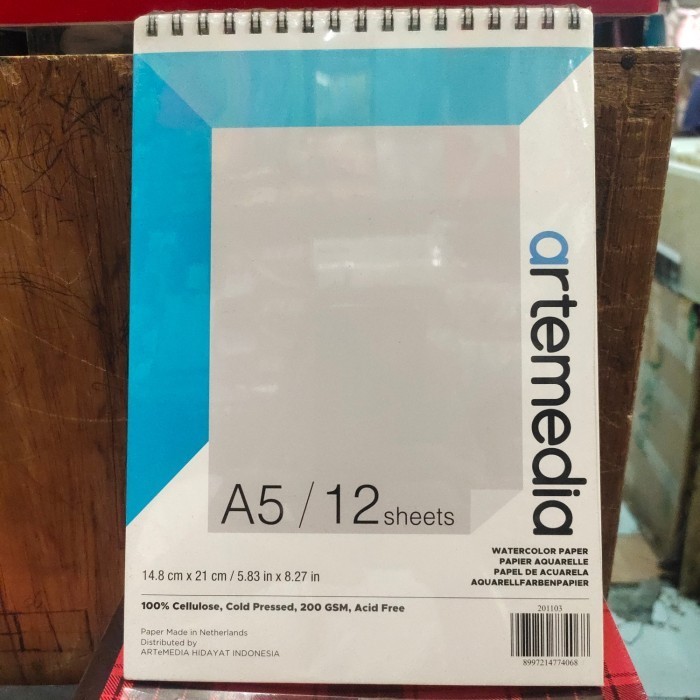 artemedia
A5 / 12 sheets
WATERCOLOR PAPER
PAPIER AQUARELLE
PAPEL DE ACUARELA
AQUARELLFARBENPAPIER
14.8 cm x 21 cm / 5.83 in x 8.27 in
100% Cellulose, Cold Pressed, 200 GSM, Acid Free
Paper Made in Netherlands
Distributed by
ARTeMEDIA HIDAYAT INDONESIA
201103
8997214774068